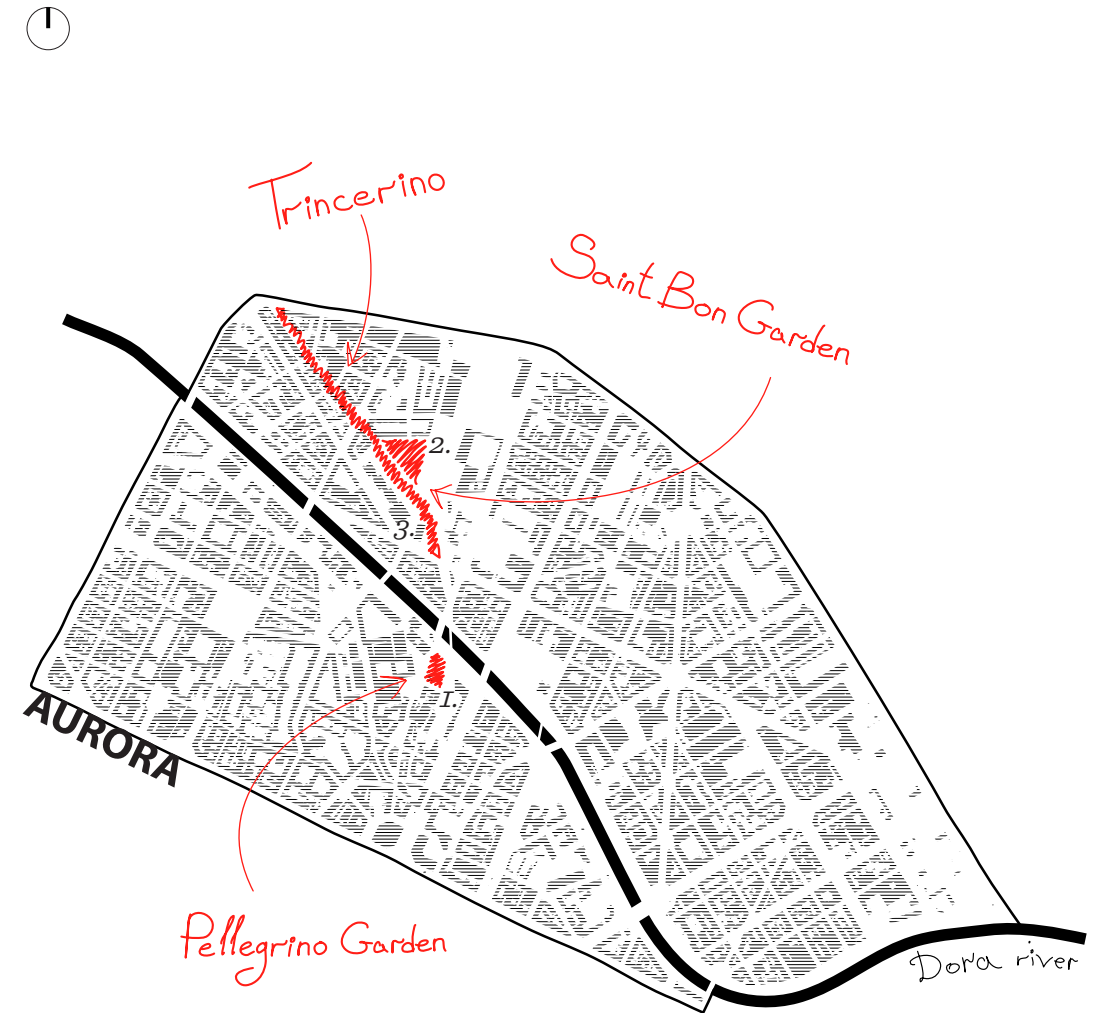 Trincerino
Saint Bon Garden
2.
3.
1.
AURORA
Pellegrino Garden
Dora river